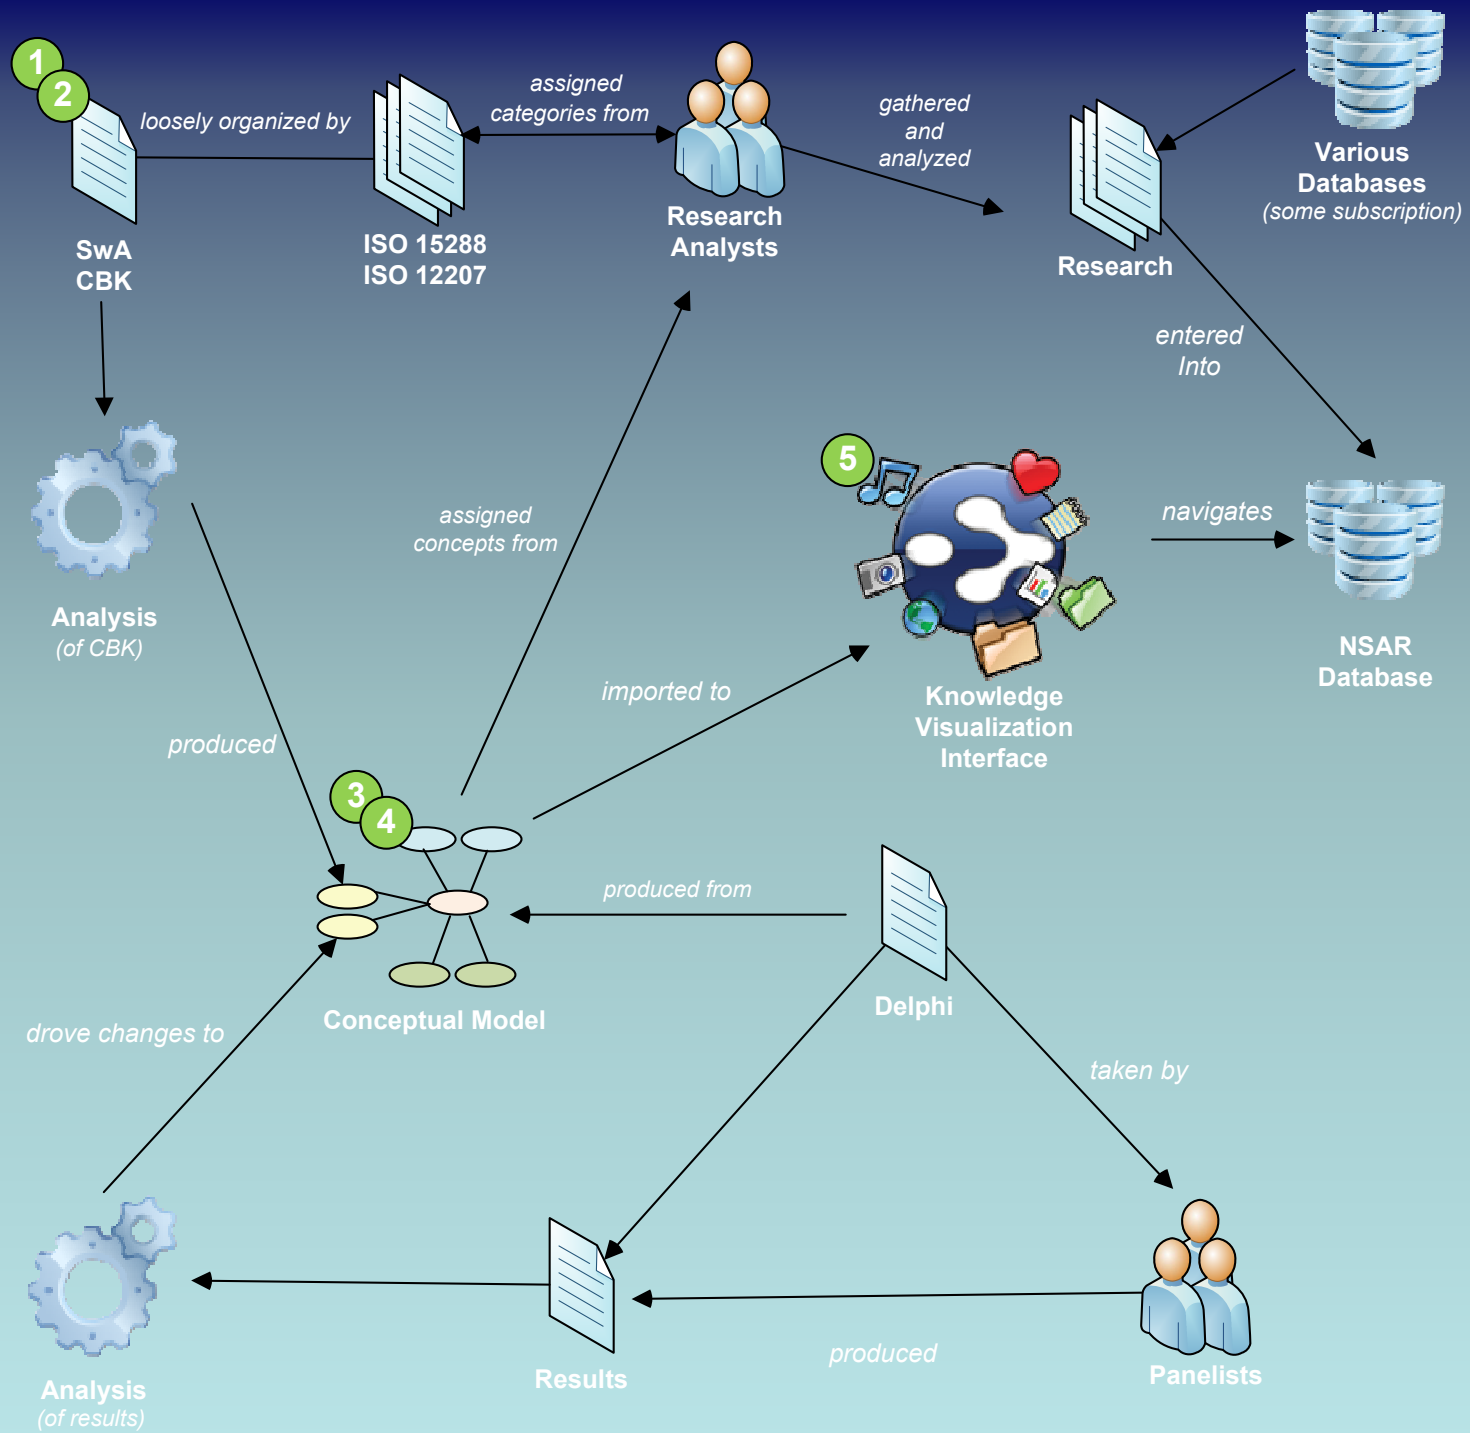 1
2
loosely organized by
assigned
categories from
gathered
and
analyzed
Various
Databases
(some subscription)
SwA
CBK
ISO 15288
ISO 12207
Research
Analysts
Research
entered
Into
5
navigates
assigned
concepts from
Analysis
(of CBK)
NSAR
Database
imported to
Knowledge
Visualization
Interface
produced
3
4
produced from
Delphi
Conceptual Model
drove changes to
taken by
produced
Results
Panelists
Analysis
(of results)